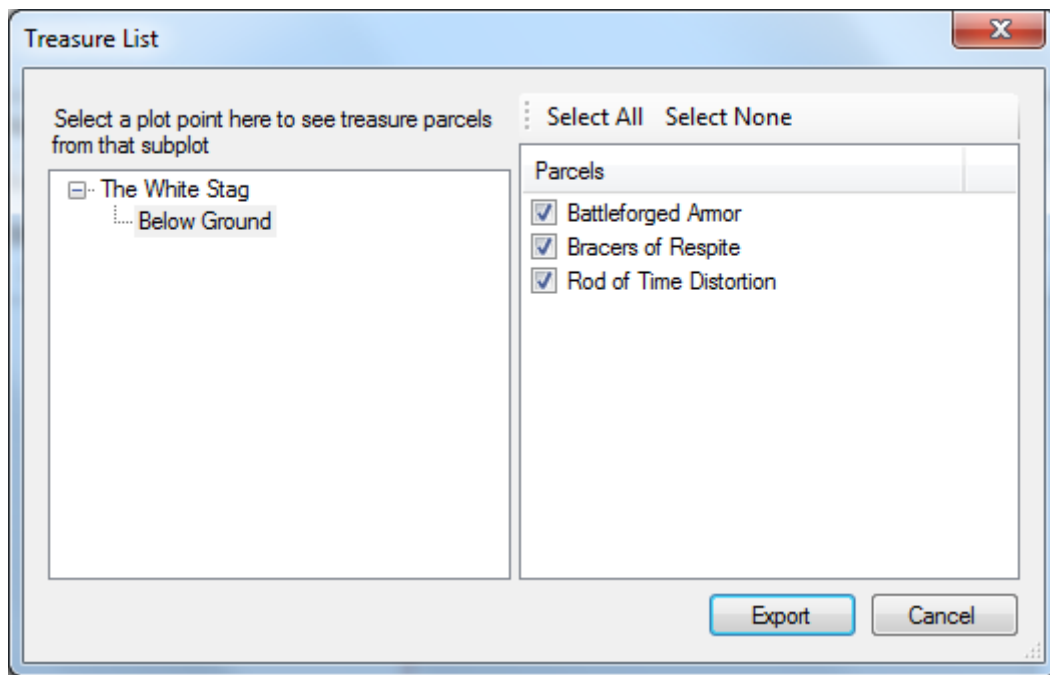 Treasure List
Select a plot point here to see treasure parcels
from that subplot
The White Stag
Below Ground
Select All Select None
Parcels
Battleforged Armor
Bracers of Respite
Rod of Time Distortion
Export Cancel